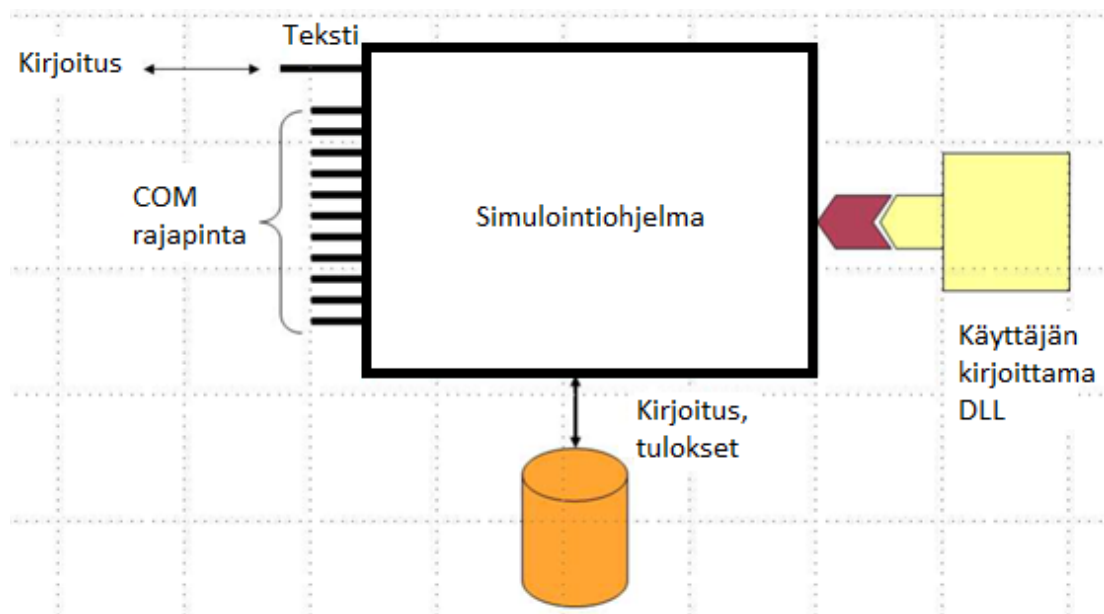 Teksti
Kirjoitus
COM
rajapinta
Simulointiohjelma
Käyttäjän
kirjoittama
DLL
Kirjoitus,
tulokset